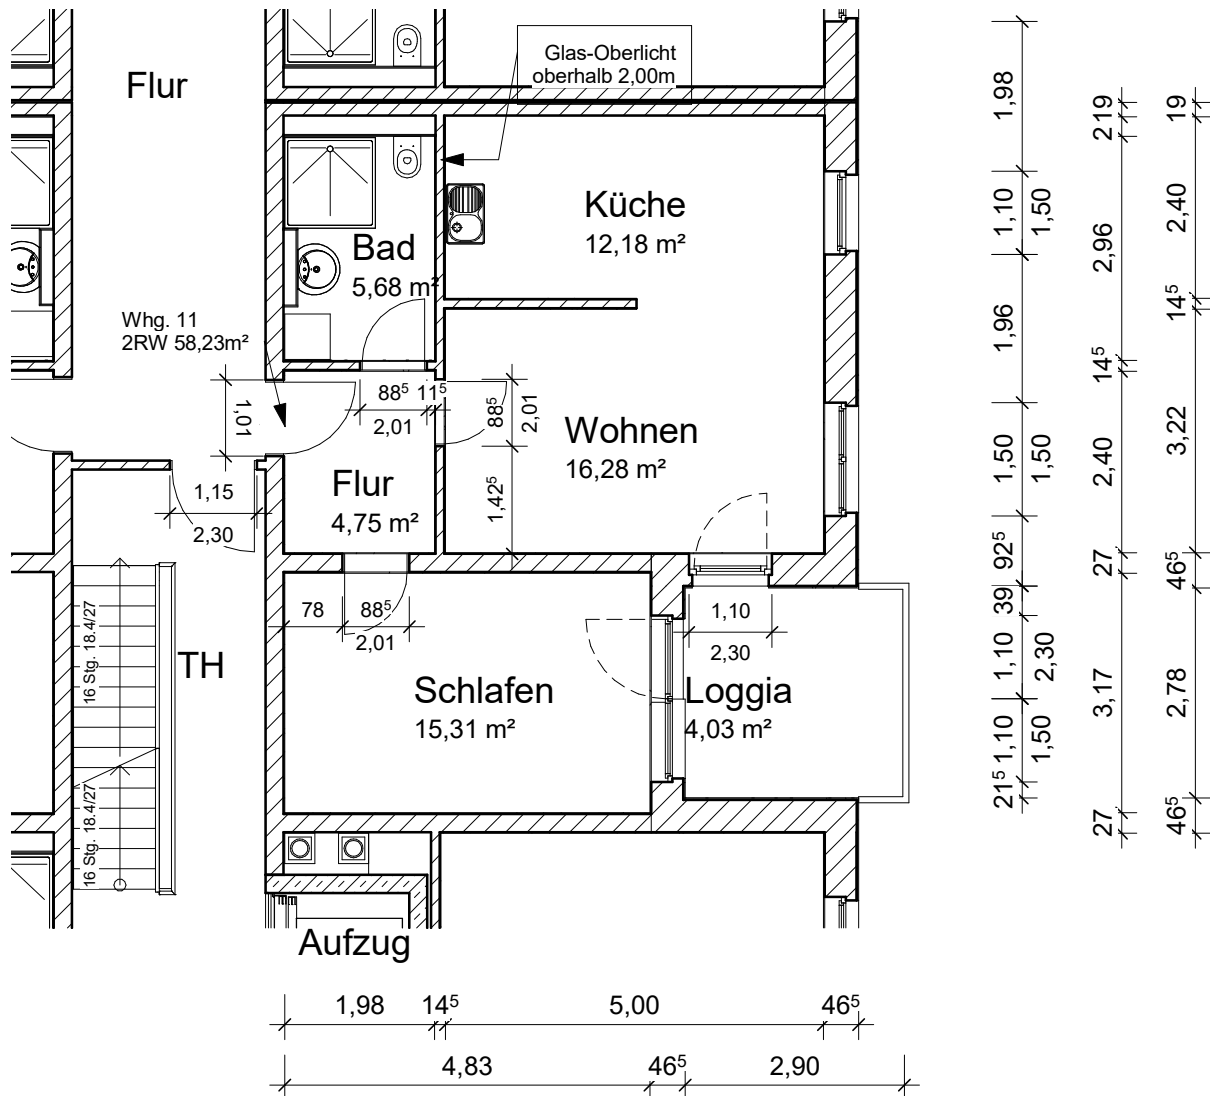 Flur
Glas-Oberlicht
oberhalb 2,00m
Küche
12,18 m²
Bad
5,68 m²
Whg. 11
2RW 58,23m²
1,01
88⁵
2,01
11⁵
88⁵
2,01
Wohnen
16,28 m²
Flur
4,75 m²
1,42⁵
1,15
2,30
78
88⁵
2,01
1,10
2,30
TH
16 Stg. 18.4/27
16 Stg. 18.4/27
Schlafen
15,31 m²
Loggia
4,03 m²
Aufzug
1,98
1,10
1,50
1,96
1,50
1,50
92⁵
39
1,10
2,30
1,10
1,50
21⁵
19
2
2,96
14⁵
2,40
27
3,17
27
19
2,40
14⁵
3,22
46⁵
2,78
46⁵
1,98 14⁵ 5,00 46⁵
4,83 46⁵ 2,90